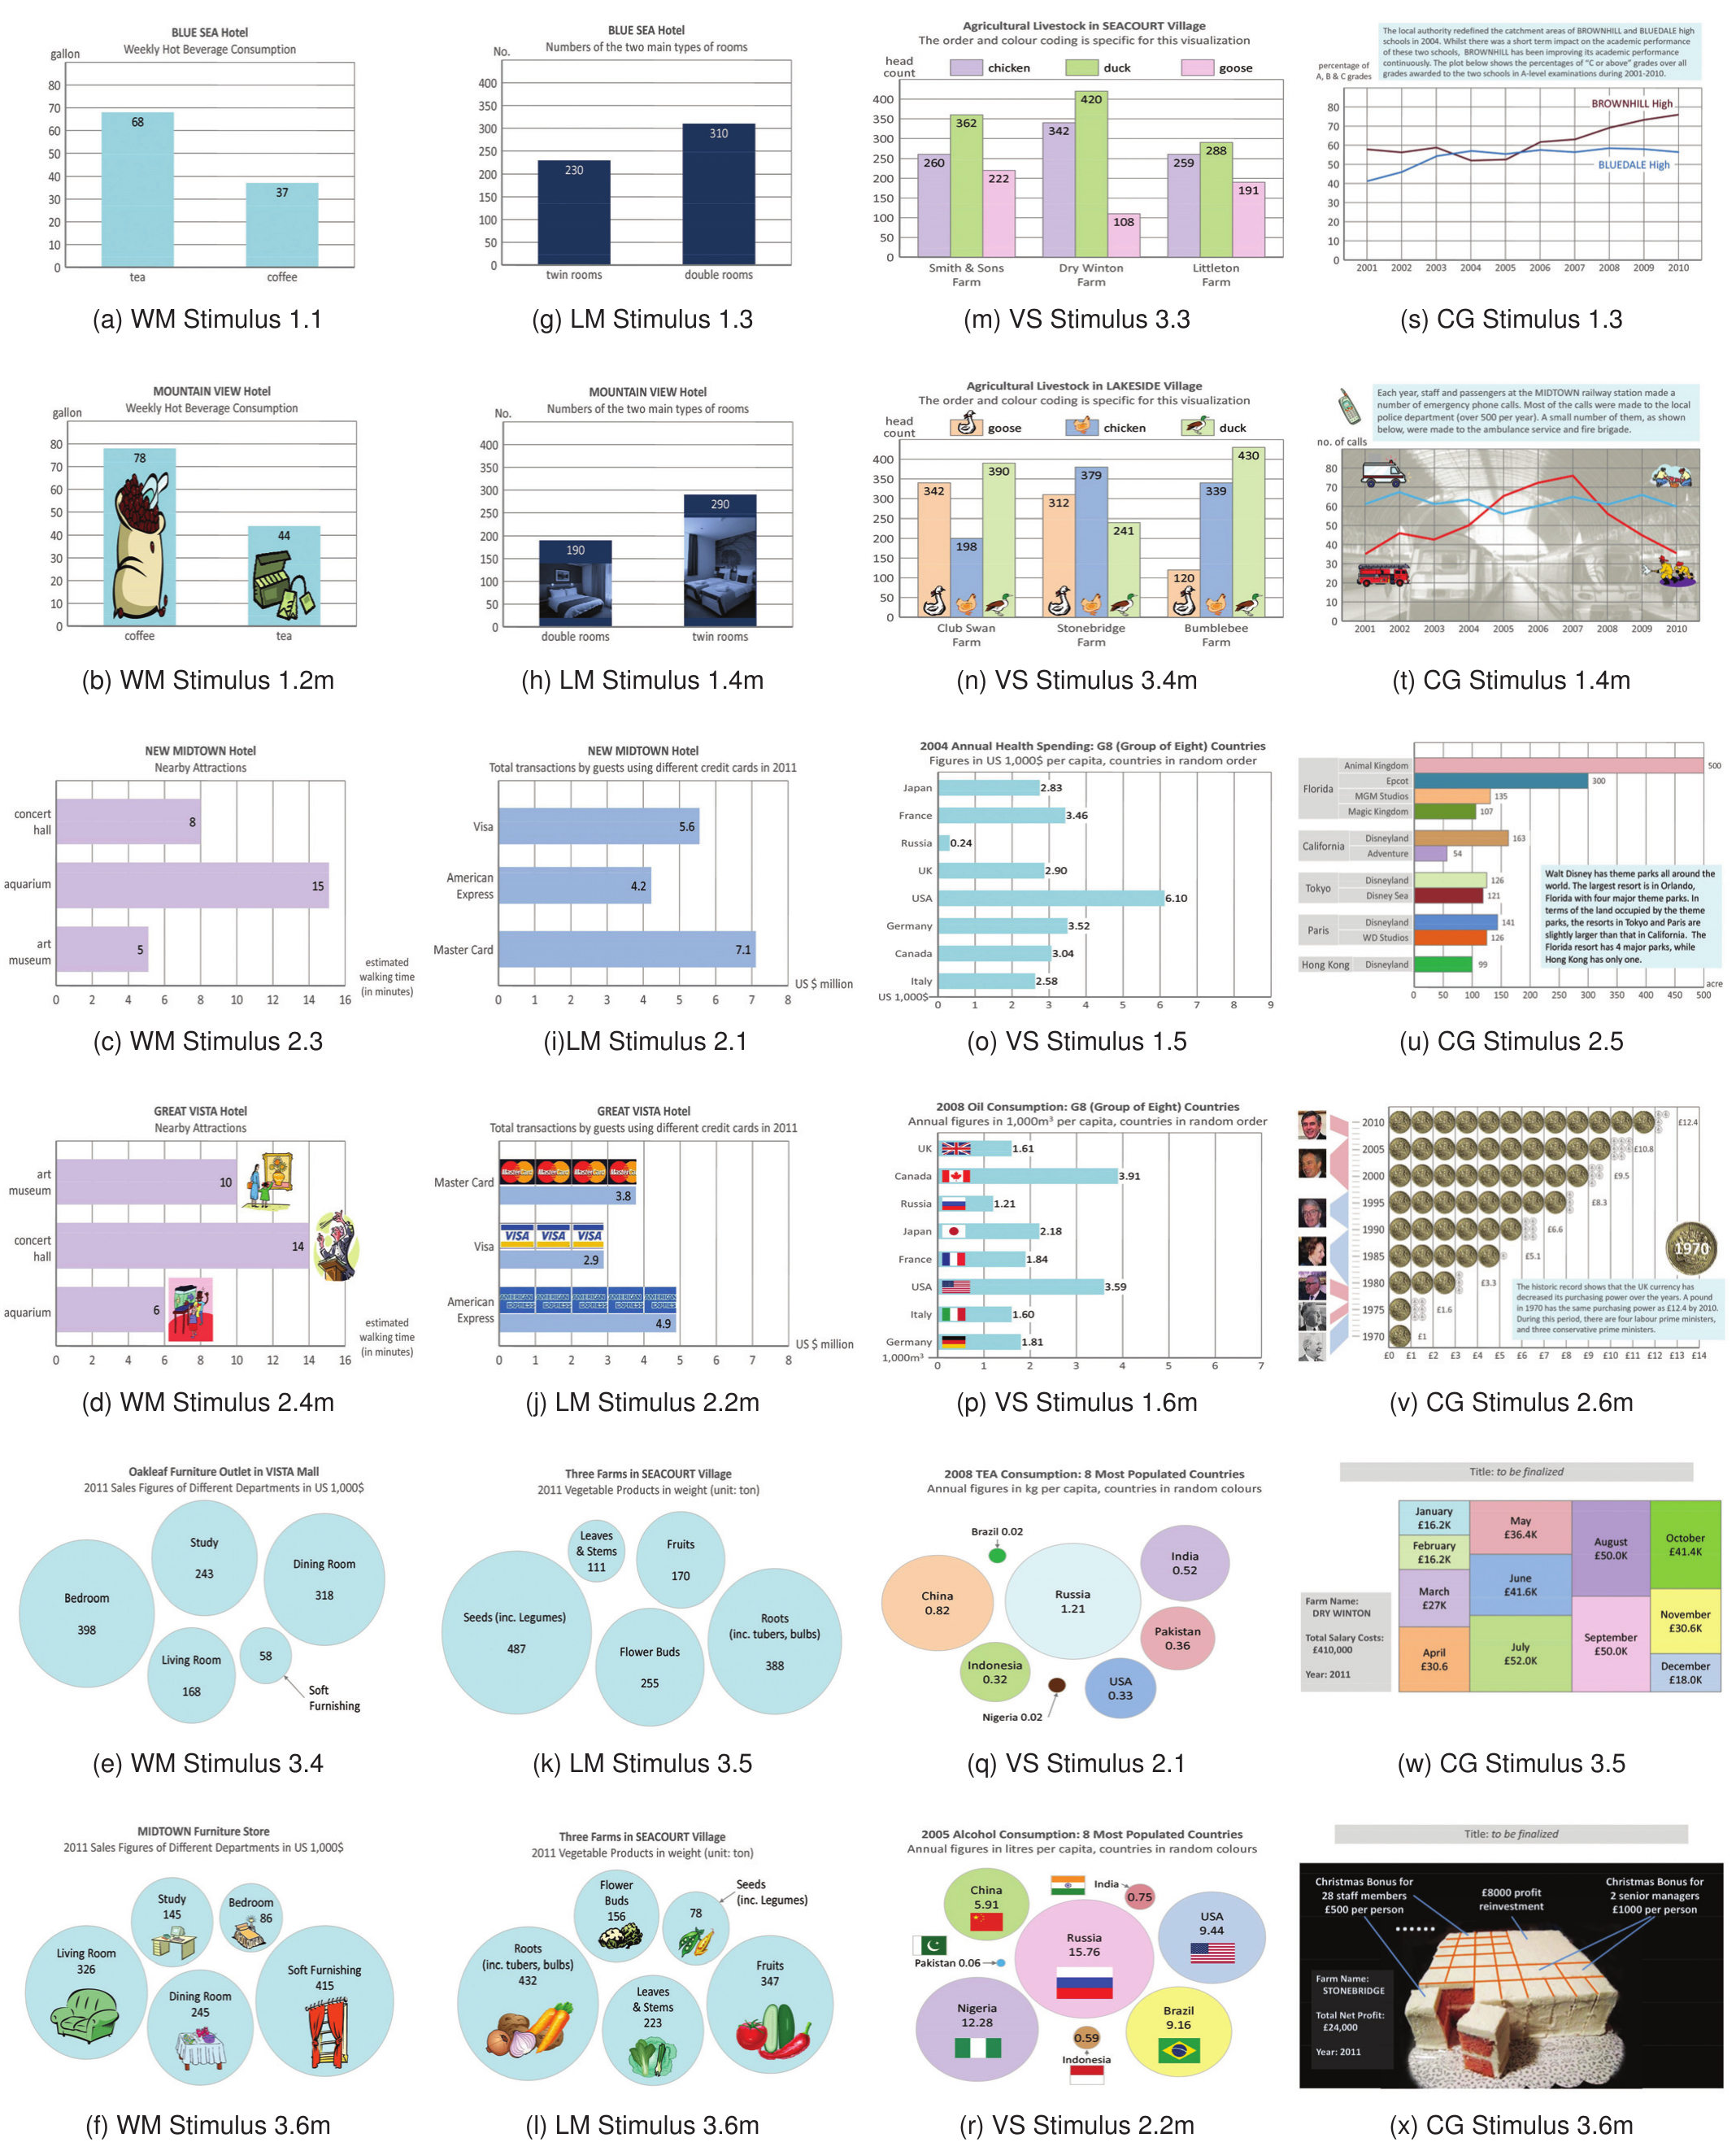 BLUE SEA Hotel
Weekly Hot Beverage Consumption
gallon
80
70
60
50
40
30
20
10
0
68
37
tea
coffee
(a) WM Stimulus 1.1
BLUE SEA Hotel
Numbers of the two main types of rooms
No.
400
350
300
250
200
150
100
50
0
230
310
twin rooms
double rooms
(g) LM Stimulus 1.3
Agricultural Livestock in SEACOURT Village
The order and colour coding is specific for this visualization
head
count
chicken
duck
goose
400
350
300
250
200
150
100
50
0
260
362
222
342
420
108
259
288
191
Smith & Sons
Farm
Dry Winton
Farm
Littleton
Farm
(m) VS Stimulus 3.3
The local authority redefined the catchment areas of BROWNHILL and BLUEDALE high
schools in 2004. Whilst there was a short term impact on the academic performance
of these two schools, BROWNHILL has been improving its academic performance
continuously. The plot below shows the percentages of "C or above" grades over all
grades awarded to the two schools in A-level examinations during 2001-2010.
percentage of
A, B & C grades
80
70
60
50
40
30
20
10
0
BROWNHILL High
BLUEDALE High
2001 2002 2003 2004 2005 2006 2007 2008 2009 2010
(s) CG Stimulus 1.3
MOUNTAIN VIEW Hotel
Weekly Hot Beverage Consumption
gallon
80
70
60
50
40
30
20
10
0
78
44
coffee
tea
(b) WM Stimulus 1.2m
MOUNTAIN VIEW Hotel
Numbers of the two main types of rooms
No.
400
350
300
250
200
150
100
50
0
190
290
double rooms
twin rooms
(h) LM Stimulus 1.4m
Agricultural Livestock in LAKESIDE Village
The order and colour coding is specific for this visualization
head
count
goose
chicken
duck
400
350
300
250
200
150
100
50
0
342
198
390
312
379
241
120
339
430
Club Swan
Farm
Stonebridge
Farm
Bumblebee
Farm
(n) VS Stimulus 3.4m
Each year, staff and passengers at the MIDTOWN railway station made a
number of emergency phone calls. Most of the calls were made to the local
police department (over 500 per year). A small number of them, as shown
below, were made to the ambulance service and fire brigade.
no. of calls
80
70
60
50
40
30
20
10
0
2001 2002 2003 2004 2005 2006 2007 2008 2009 2010
(t) CG Stimulus 1.4m
NEW MIDTOWN Hotel
Nearby Attractions
concert
hall
8
aquarium
15
art
museum
5
estimated
walking time
(in minutes)
0 2 4 6 8 10 12 14 16
(c) WM Stimulus 2.3
NEW MIDTOWN Hotel
Total transactions by guests using different credit cards in 2011
Visa
5.6
American
Express
4.2
Master Card
7.1
US $ million
0 1 2 3 4 5 6 7 8
(i)LM Stimulus 2.1
2004 Annual Health Spending: G8 (Group of Eight) Countries
Figures in US 1,000$ per capita, countries in random order
Japan 2.83
France 3.46
Russia 0.24
UK 2.90
USA 6.10
Germany 3.52
Canada 3.04
Italy 2.58
US 1,000$
0 1 2 3 4 5 6 7 8 9
(o) VS Stimulus 1.5
Florida
Animal Kingdom 500
Epcot 300
MGM Studios 135
Magic Kingdom 107
California
Disneyland 163
Adventure 54
Tokyo
Disneyland 126
Disney Sea 121
Paris
Disneyland 141
WD Studios 126
Hong Kong
Disneyland 99
Walt Disney has theme parks all around the
world. The largest resort is in Orlando,
Florida with four major theme parks. In
terms of the land occupied by the theme
parks, the resorts in Tokyo and Paris are
slightly larger than that in California. The
Florida resort has 4 major parks, while
Hong Kong has only one.
acre
0 50 100 150 200 250 300 350 400 450 500
(u) CG Stimulus 2.5
GREAT VISTA Hotel
Nearby Attractions
art
museum
10
concert
hall
14
aquarium
6
estimated
walking time
(in minutes)
0 2 4 6 8 10 12 14 16
(d) WM Stimulus 2.4m
GREAT VISTA Hotel
Total transactions by guests using different credit cards in 2011
Master Card
MasterCard MasterCard MasterCard
3.8
Visa
VISA VISA VISA
2.9
American
Express
AMERICAN EXPRESS AMERICAN EXPRESS AMERICAN EXPRESS AMERICAN EXPRESS
4.9
US $ million
0 1 2 3 4 5 6 7 8
(j) LM Stimulus 2.2m
2008 Oil Consumption: G8 (Group of Eight) Countries
Annual figures in 1,000m³ per capita, countries in random order
UK 1.61
Canada 3.91
Russia 1.21
Japan 2.18
France 1.84
USA 3.59
Italy 1.60
Germany 1.81
1,000m³
0 1 2 3 4 5 6 7
(p) VS Stimulus 1.6m
2010 £12.4
2005 £10.8
2000 £9.5
1995 £8.3
1990 £6.6
1985 £5.1
1980 £3.3
1975 £1.6
1970 £1
1970
The historic record shows that the UK currency has
decreased its purchasing power over the years. A pound
in 1970 has the same purchasing power as £12.4 by 2010.
During this period, there are four labour prime ministers,
and three conservative prime ministers.
£0 £1 £2 £3 £4 £5 £6 £7 £8 £9 £10 £11 £12 £13 £14
(v) CG Stimulus 2.6m
Oakleaf Furniture Outlet in VISTA Mall
2011 Sales Figures of Different Departments in US 1,000$
Study
243
Dining Room
318
Bedroom
398
Living Room
168
58
Soft
Furnishing
(e) WM Stimulus 3.4
Three Farms in SEACOURT Village
2011 Vegetable Products in weight (unit: ton)
Leaves
& Stems
111
Fruits
170
Seeds (inc. Legumes)
487
Roots
(inc. tubers, bulbs)
388
Flower Buds
255
(k) LM Stimulus 3.5
2008 TEA Consumption: 8 Most Populated Countries
Annual figures in kg per capita, countries in random colours
Brazil 0.02
India
0.52
China
0.82
Russia
1.21
Pakistan
0.36
Indonesia
0.32
USA
0.33
Nigeria 0.02
(q) VS Stimulus 2.1
Title: to be finalized
January
£16.2K
February
£16.2K
March
£27K
April
£30.6
May
£36.4K
June
£41.6K
July
£52.0K
August
£50.0K
September
£50.0K
October
£41.4K
November
£30.6K
December
£18.0K
Farm Name:
DRY WINTON
Total Salary Costs:
£410,000
Year: 2011
(w) CG Stimulus 3.5
MIDTOWN Furniture Store
2011 Sales Figures of Different Departments in US 1,000$
Study
145
Bedroom
86
Living Room
326
Soft Furnishing
415
Dining Room
245
(f) WM Stimulus 3.6m
Three Farms in SEACOURT Village
2011 Vegetable Products in weight (unit: ton)
Flower
Buds
156
Seeds
(inc. Legumes)
78
Roots
(inc. tubers, bulbs)
432
Fruits
347
Leaves
& Stems
223
(l) LM Stimulus 3.6m
2005 Alcohol Consumption: 8 Most Populated Countries
Annual figures in litres per capita, countries in random colours
China
5.91
India
0.75
USA
9.44
Russia
15.76
Pakistan 0.06
Nigeria
12.28
Brazil
9.16
0.59
Indonesia
(r) VS Stimulus 2.2m
Title: to be finalized
Christmas Bonus for
28 staff members
£500 per person
£8000 profit
reinvestment
Christmas Bonus for
2 senior managers
£1000 per person
Farm Name:
STONEBRIDGE
Total Net Profit:
£24,000
Year: 2011
(x) CG Stimulus 3.6m